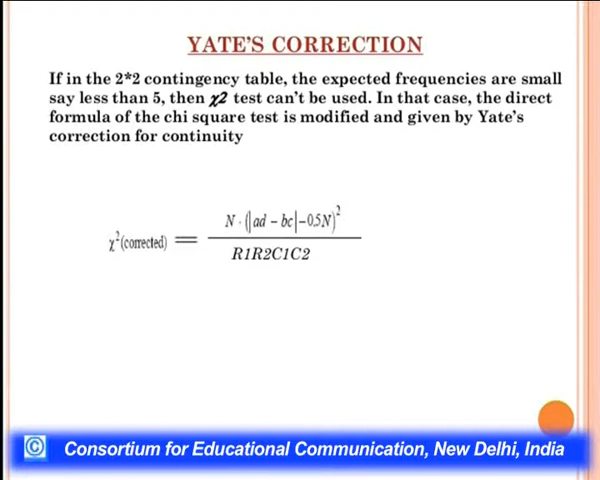 YATE'S CORRECTION
If in the 2*2 contingency table, the expected frequencies are small
say less than 5, then χ2 test can't be used. In that case, the direct
formula of the chi square test is modified and given by Yate's
correction for continuity
χ²(corrected) = N · (|ad − bc|−0.5N)²
R1R2C1C2
© Consortium for Educational Communication, New Delhi, India